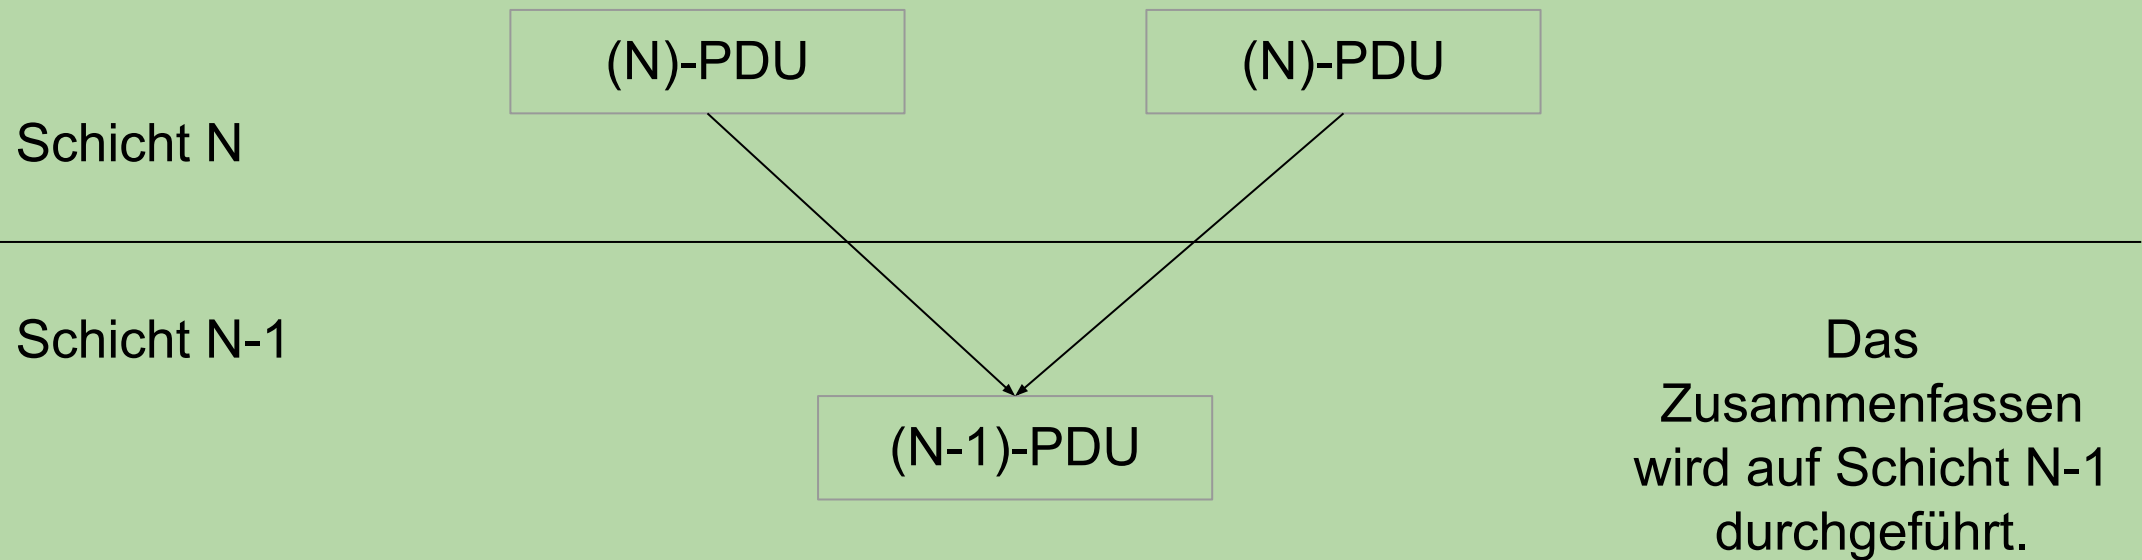 (N)-PDU
(N)-PDU
Schicht N
Schicht N-1
(N-1)-PDU
Das
Zusammenfassen
wird auf Schicht N-1
durchgeführt.